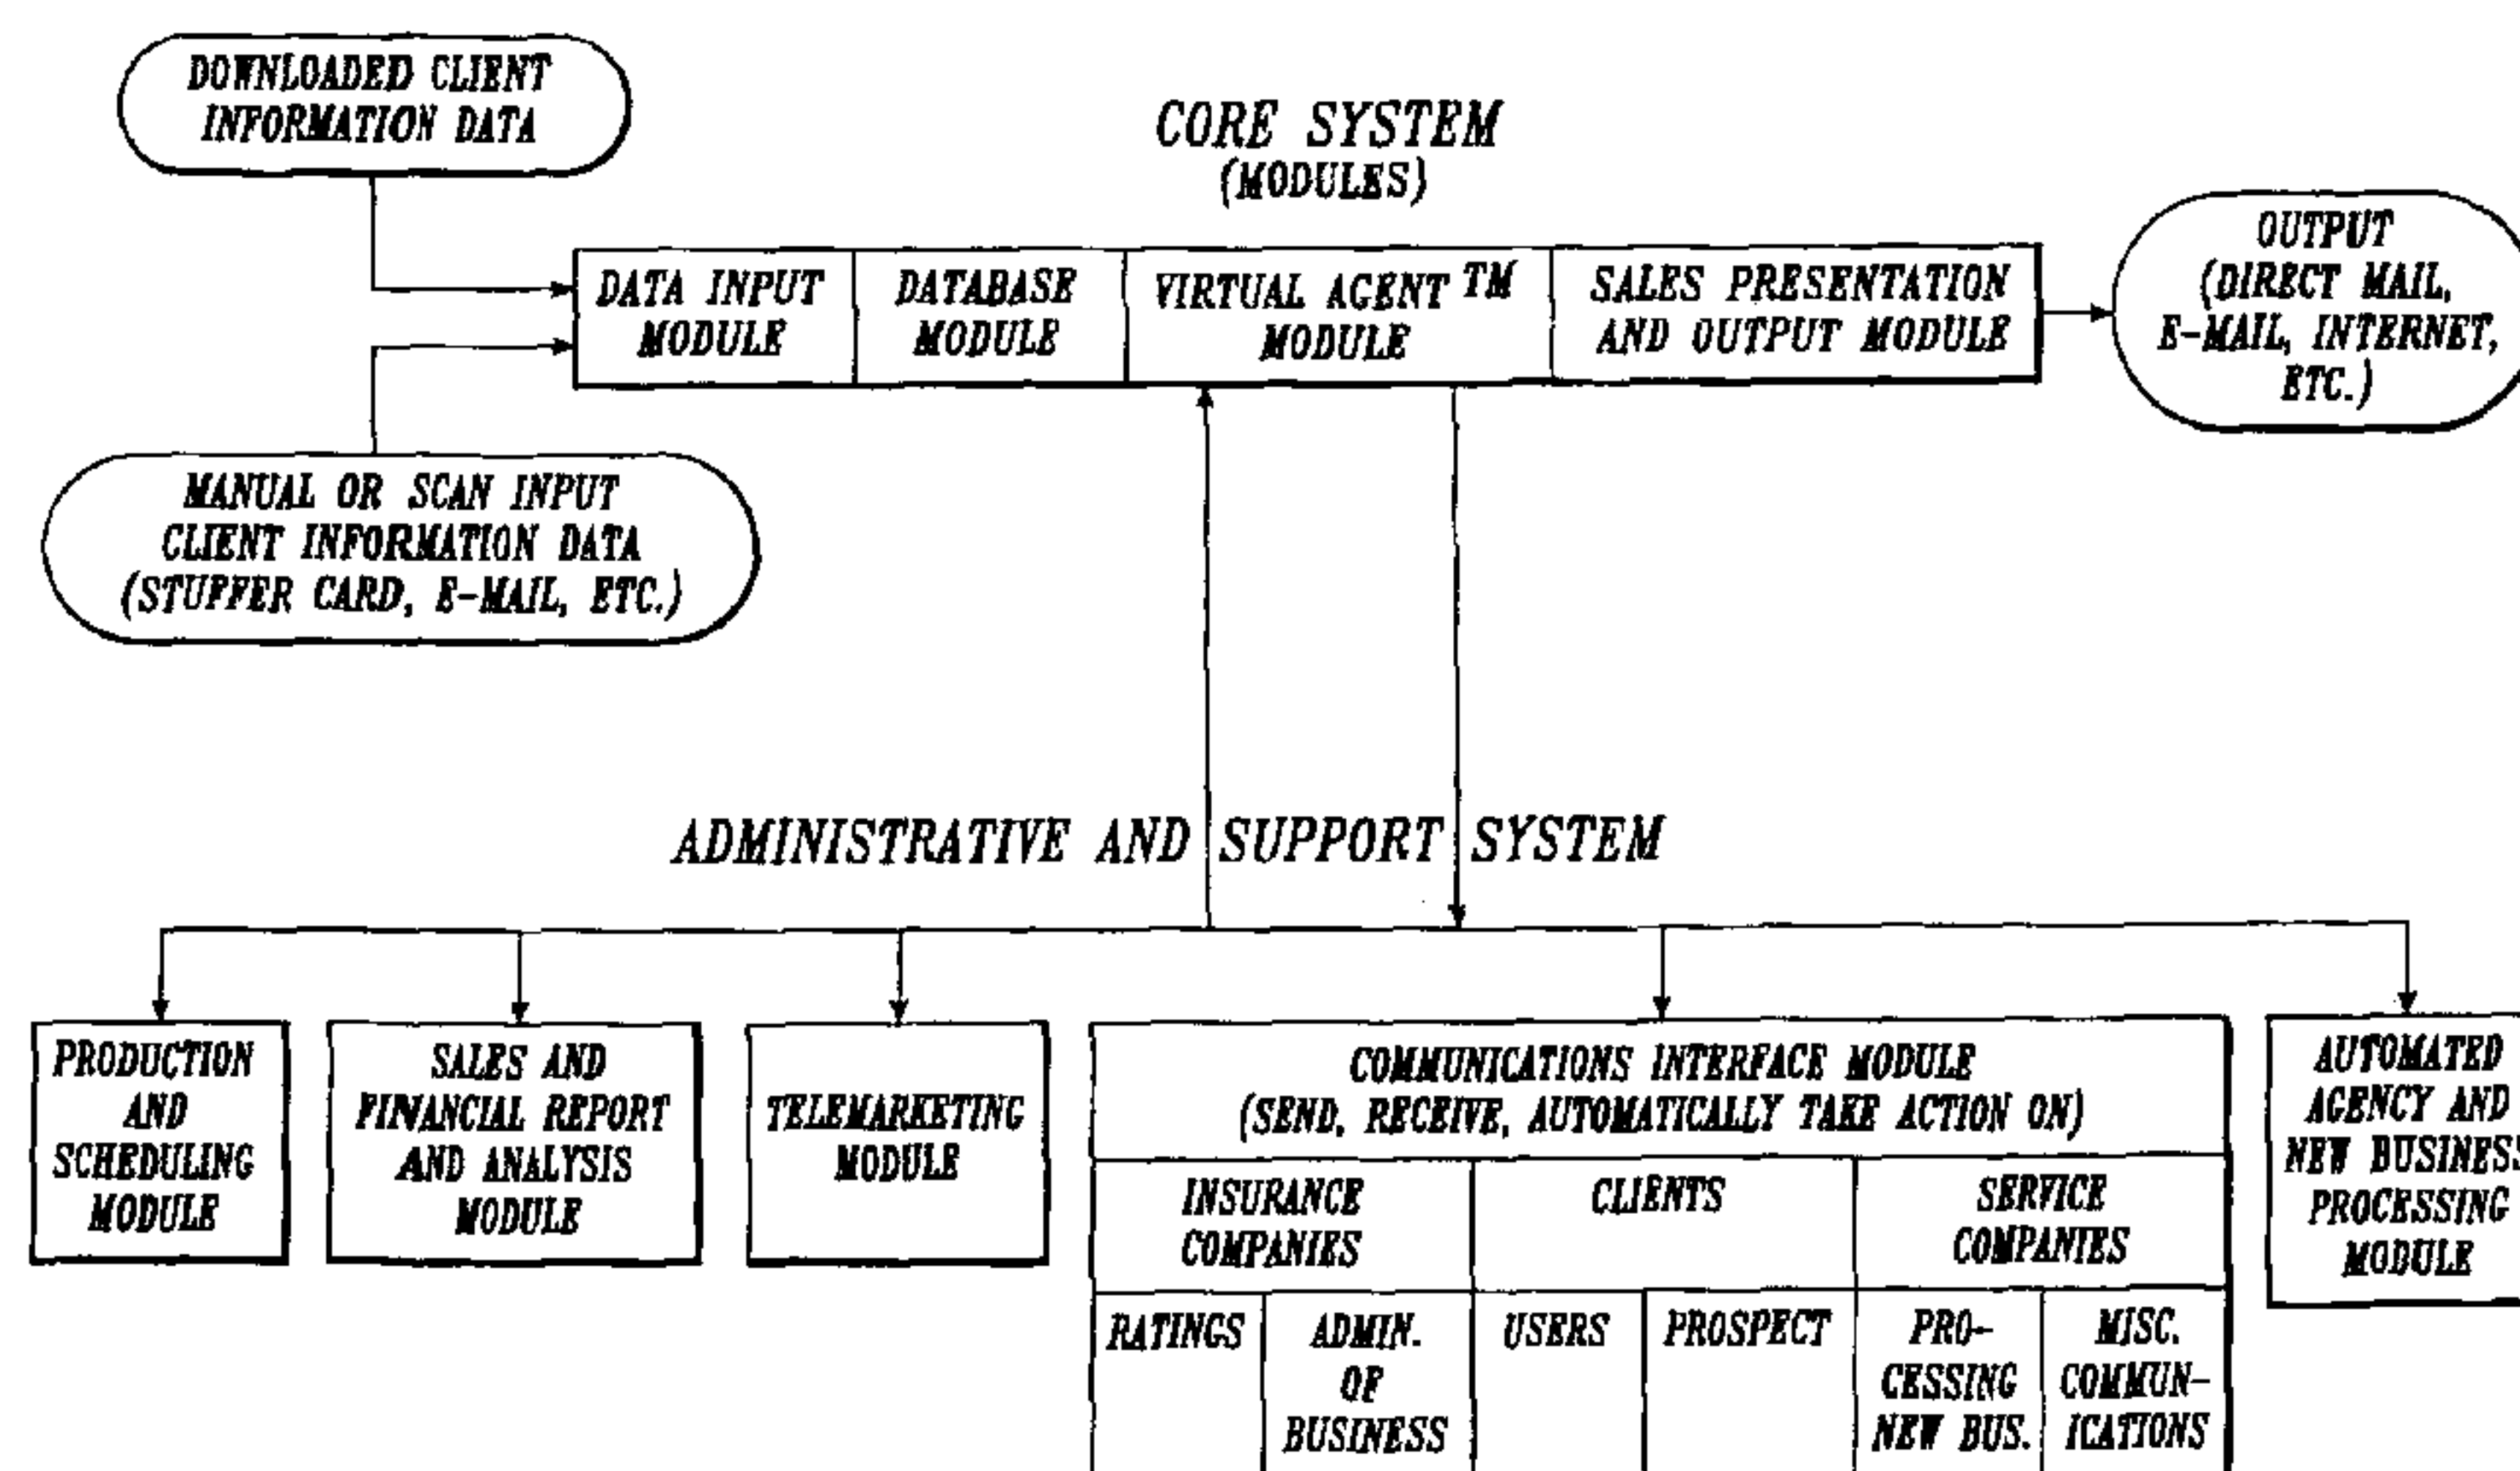 DOWNLOADED CLIENT
INFORMATION DATA
CORE SYSTEM
(MODULES)
DATA INPUT
MODULE
DATABASE
MODULE
VIRTUAL AGENT TM
MODULE
SALES PRESENTATION
AND OUTPUT MODULE
OUTPUT
(DIRECT MAIL,
E-MAIL, INTERNET,
ETC.)
MANUAL OR SCAN INPUT
CLIENT INFORMATION DATA
(STUFFER CARD, E-MAIL, ETC.)
ADMINISTRATIVE AND SUPPORT SYSTEM
PRODUCTION
AND
SCHEDULING
MODULE
SALES AND
FINANCIAL REPORT
AND ANALYSIS
MODULE
TELEMARKETING
MODULE
COMMUNICATIONS INTERFACE MODULE
(SEND, RECEIVE, AUTOMATICALLY TAKE ACTION ON)
INSURANCE
COMPANIES
CLIENTS
SERVICE
COMPANIES
RATINGS
ADMIN.
OF
BUSINESS
USERS
PROSPECT
PRO-
CESSING
NEW BUS.
MISC.
COMMUN-
ICATIONS
AUTOMATED
AGENCY AND
NEW BUSINESS
PROCESSING
MODULE